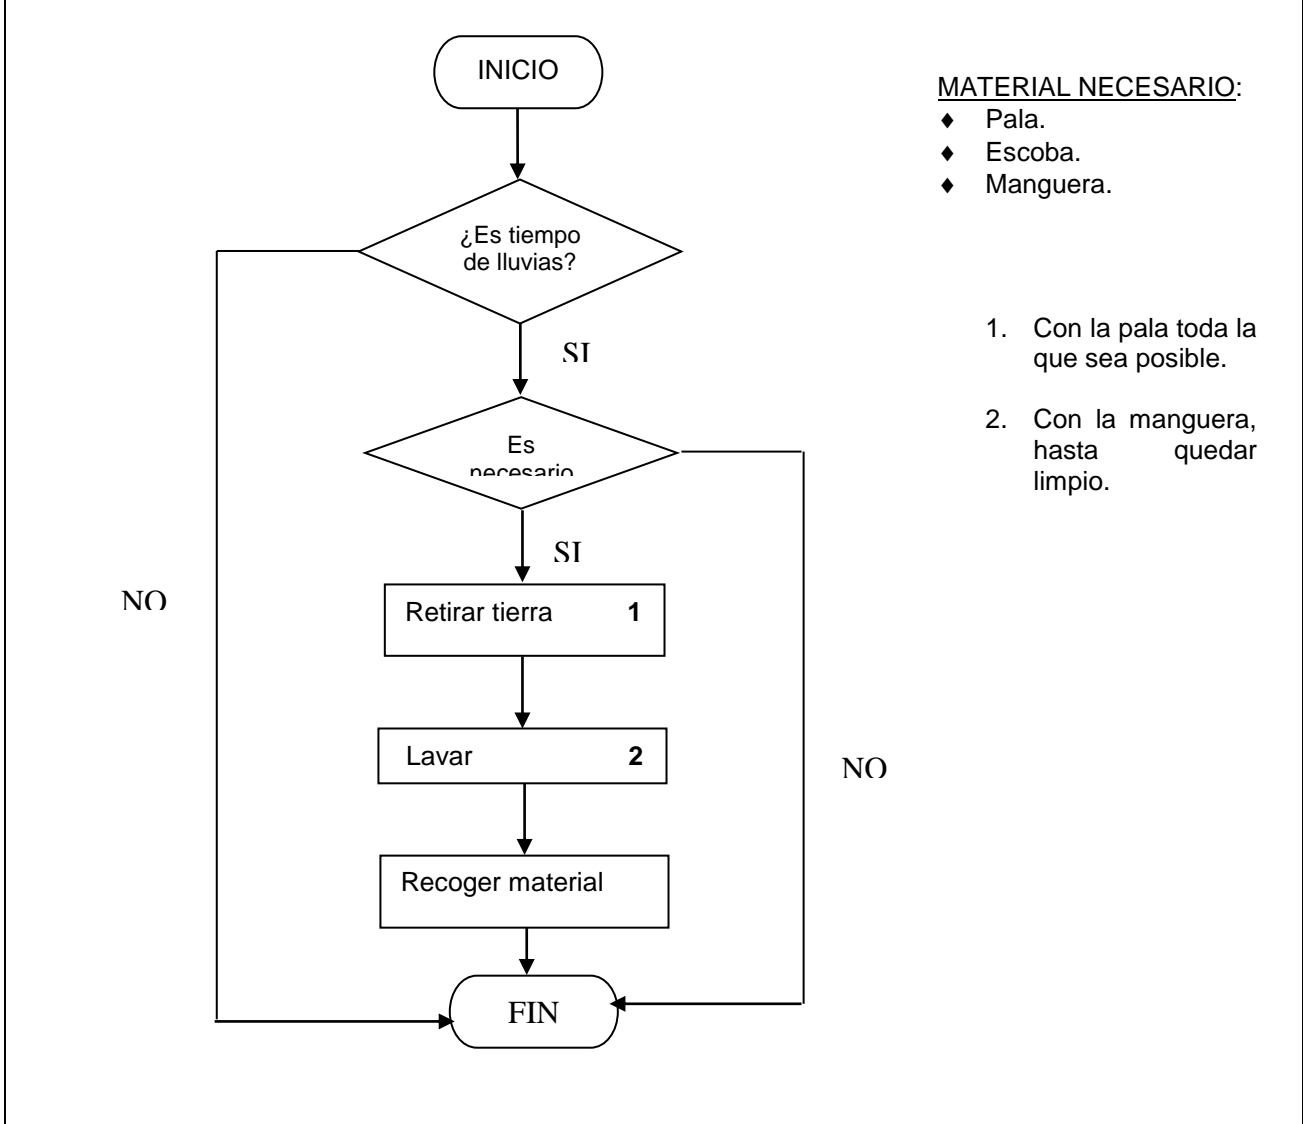 INICIO
MATERIAL NECESARIO:
♦ Pala.
♦ Escoba.
♦ Manguera.
¿Es tiempo
de lluvias?
SI
1. Con la pala toda la
que sea posible.
2. Con la manguera,
hasta quedar
limpio.
Es
necesario
SI
NO
Retirar tierra 1
Lavar 2
NO
Recoger material
FIN